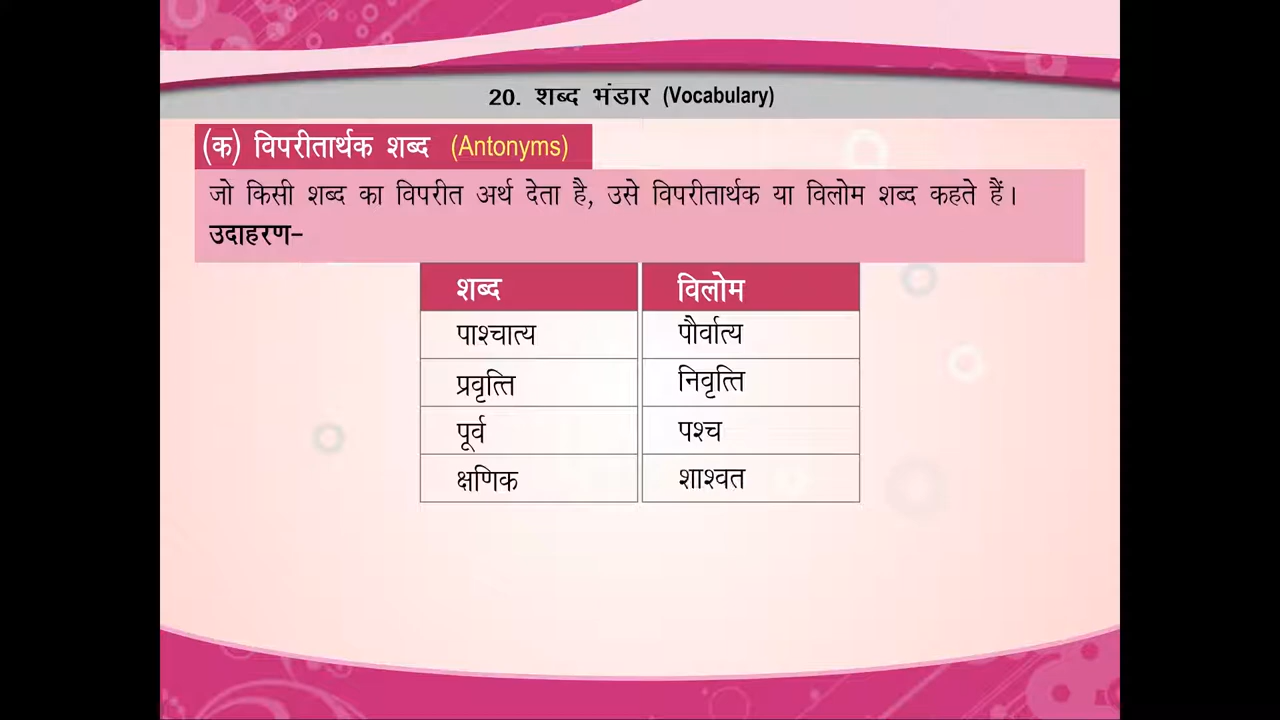 20. शब्द भंडार (Vocabulary)
(क) विपरीतार्थक शब्द (Antonyms)
जो किसी शब्द का विपरीत अर्थ देता है, उसे विपरीतार्थक या विलोम शब्द कहते हैं।
उदाहरण-
शब्द विलोम
पाश्चात्य पौर्वात्य
प्रवृत्ति निवृत्ति
पूर्व पश्च
क्षणिक शाश्वत